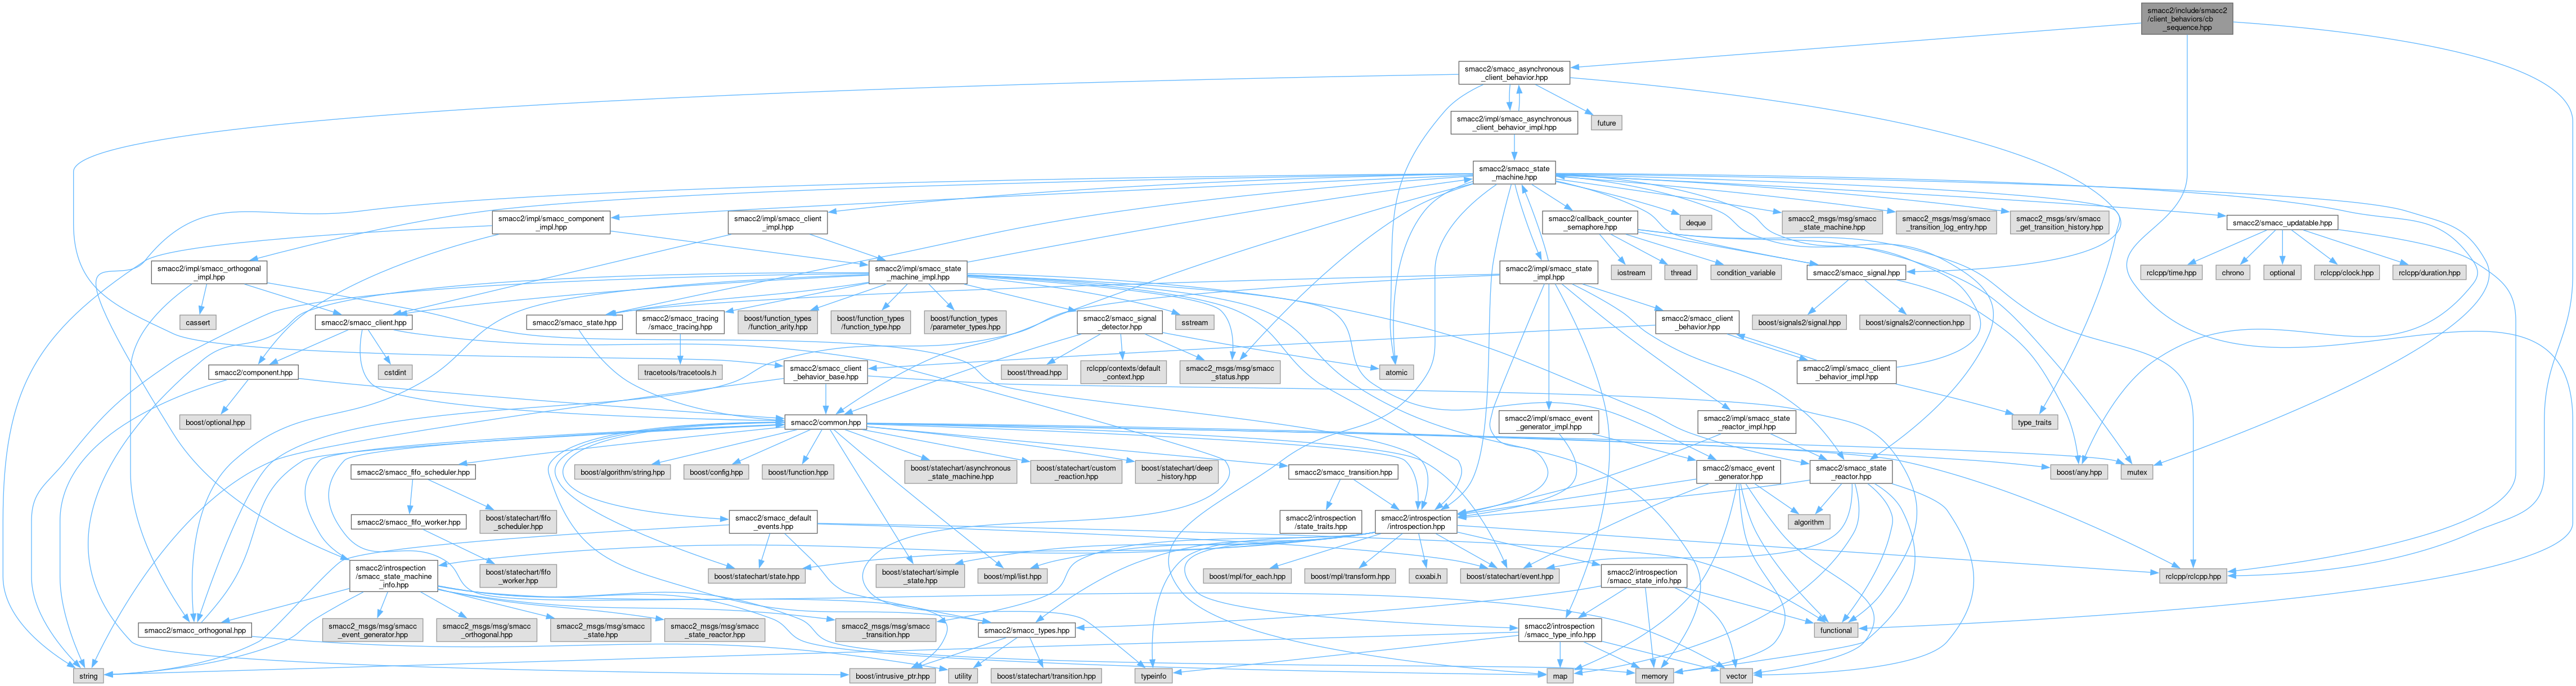 smacc2/include/smacc2
/client_behaviors/cb
_sequence.hpp
smacc2/smacc_asynchronous
_client_behavior.hpp
smacc2/impl/smacc_asynchronous
_client_behavior_impl.hpp
future
smacc2/smacc_state
_machine.hpp
smacc2/impl/smacc_component
_impl.hpp
smacc2/impl/smacc_client
_impl.hpp
smacc2/callback_counter
_semaphore.hpp
deque
smacc2_msgs/msg/smacc
_state_machine.hpp
smacc2_msgs/msg/smacc
_transition_log_entry.hpp
smacc2_msgs/srv/smacc
_get_transition_history.hpp
smacc2/smacc_updatable.hpp
smacc2/impl/smacc_orthogonal
_impl.hpp
smacc2/impl/smacc_state
_machine_impl.hpp
smacc2/impl/smacc_state
_impl.hpp
iostream
thread
condition_variable
smacc2/smacc_signal.hpp
rclcpp/time.hpp
chrono
optional
rclcpp/clock.hpp
rclcpp/duration.hpp
cassert
smacc2/smacc_client.hpp
smacc2/smacc_state.hpp
smacc2/smacc_tracing
/smacc_tracing.hpp
boost/function_types
/function_arity.hpp
boost/function_types
/function_type.hpp
boost/function_types
/parameter_types.hpp
smacc2/smacc_signal
_detector.hpp
sstream
smacc2/smacc_client
_behavior.hpp
boost/signals2/signal.hpp
boost/signals2/connection.hpp
smacc2/component.hpp
cstdint
tracetools/tracetools.h
smacc2/smacc_client
_behavior_base.hpp
boost/thread.hpp
rclcpp/contexts/default
_context.hpp
smacc2_msgs/msg/smacc
_status.hpp
atomic
smacc2/impl/smacc_client
_behavior_impl.hpp
boost/optional.hpp
smacc2/common.hpp
smacc2/impl/smacc_event
_generator_impl.hpp
smacc2/impl/smacc_state
_reactor_impl.hpp
type_traits
smacc2/smacc_fifo_scheduler.hpp
boost/algorithm/string.hpp
boost/config.hpp
boost/function.hpp
boost/statechart/asynchronous
_state_machine.hpp
boost/statechart/custom
_reaction.hpp
boost/statechart/deep
_history.hpp
smacc2/smacc_transition.hpp
smacc2/smacc_event
_generator.hpp
smacc2/smacc_state
_reactor.hpp
boost/any.hpp
mutex
smacc2/smacc_fifo_worker.hpp
boost/statechart/fifo
_scheduler.hpp
smacc2/smacc_default
_events.hpp
smacc2/introspection
/state_traits.hpp
smacc2/introspection
/introspection.hpp
algorithm
smacc2/introspection
/smacc_state_machine
_info.hpp
boost/statechart/fifo
_worker.hpp
boost/statechart/state.hpp
boost/statechart/simple
_state.hpp
boost/mpl/list.hpp
boost/mpl/for_each.hpp
boost/mpl/transform.hpp
cxxabi.h
boost/statechart/event.hpp
smacc2/introspection
/smacc_state_info.hpp
rclcpp/rclcpp.hpp
smacc2/smacc_orthogonal.hpp
smacc2_msgs/msg/smacc
_event_generator.hpp
smacc2_msgs/msg/smacc
_orthogonal.hpp
smacc2_msgs/msg/smacc
_state.hpp
smacc2_msgs/msg/smacc
_state_reactor.hpp
smacc2_msgs/msg/smacc
_transition.hpp
smacc2/smacc_types.hpp
smacc2/introspection
/smacc_type_info.hpp
functional
string
boost/intrusive_ptr.hpp
utility
boost/statechart/transition.hpp
typeinfo
map
memory
vector